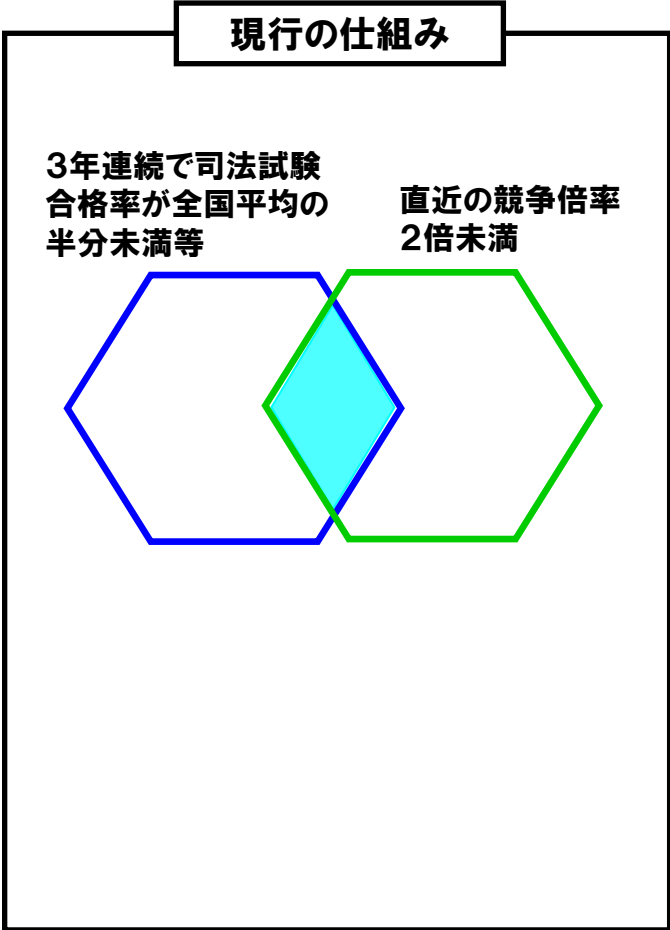 現行の仕組み
3年連続で司法試験
合格率が全国平均の
半分未満等
直近の競争倍率
2倍未満